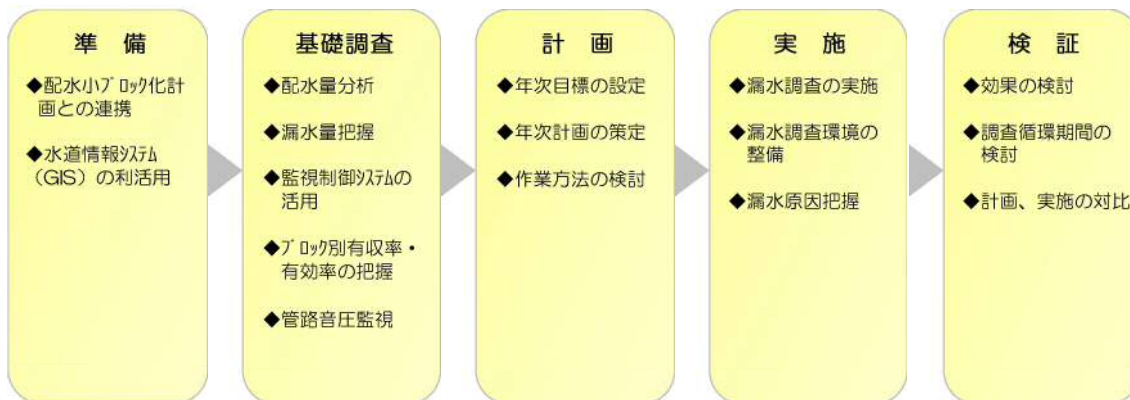 準 備
◆配水小ﾌﾞﾛｯｸ化計
画との連携
◆水道情報ｼｽﾃﾑ
（GIS）の利活用
基礎調査
◆配水量分析
◆漏水量把握
◆監視制御ｼｽﾃﾑの
活用
◆ﾌﾞﾛｯｸ別有収率・
有効率の把握
◆管路音圧監視
計 画
◆年次目標の設定
◆年次計画の策定
◆作業方法の検討
実 施
◆漏水調査の実施
◆漏水調査環境の
整備
◆漏水原因把握
検 証
◆効果の検討
◆調査循環期間の
検討
◆計画、実施の対比